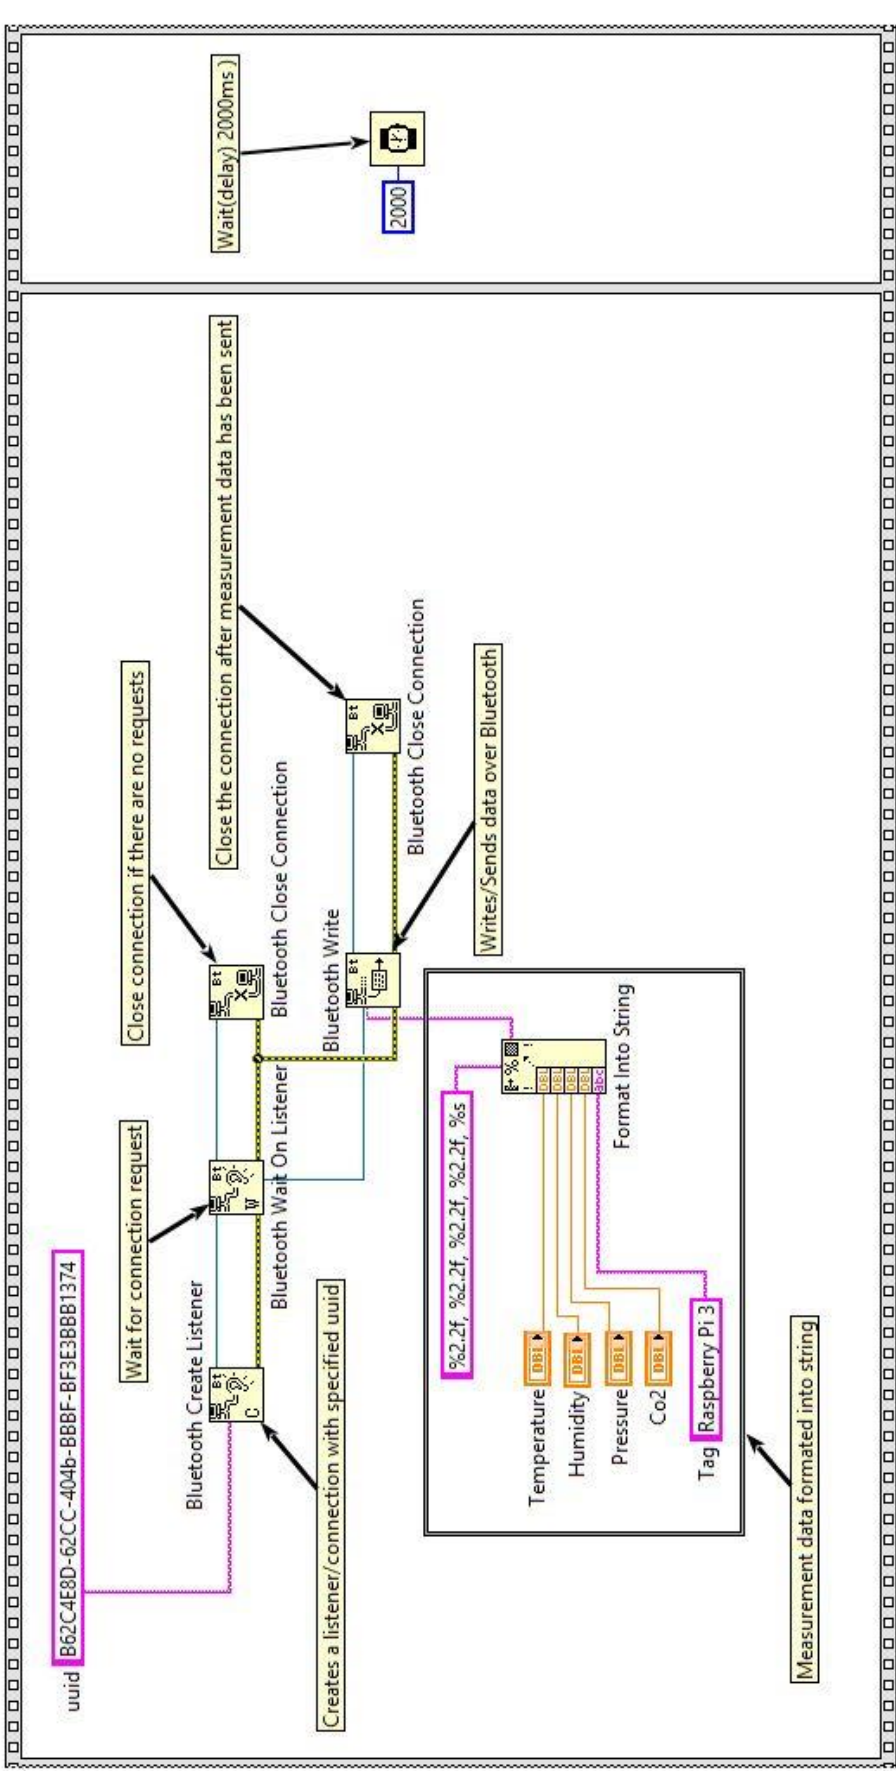 uuid
B62C4E8D-62CC-404b-BBBF-BF3E3BBB1374
Wait for connection request
Close connection if there are no requests
Close the connection after measurement data has been sent
Wait(delay) 2000ms )
2000
Bluetooth Create Listener
Bt
C
Bt
W
Bt
Bluetooth Wait On Listener
Bluetooth Close Connection
Creates a listener/connection with specified uuid
Bluetooth Write
Bt
Bt
Bluetooth Close Connection
Writes/Sends data over Bluetooth
%2.2f, %2.2f, %2.2f, %2.2f, %s
Temperature
DBL
Humidity
DBL
Pressure
DBL
Co2
DBL
Tag
Raspberry Pi 3
DBL
DBL
DBL
DBL
abc
Format Into String
Measurement data formated into string